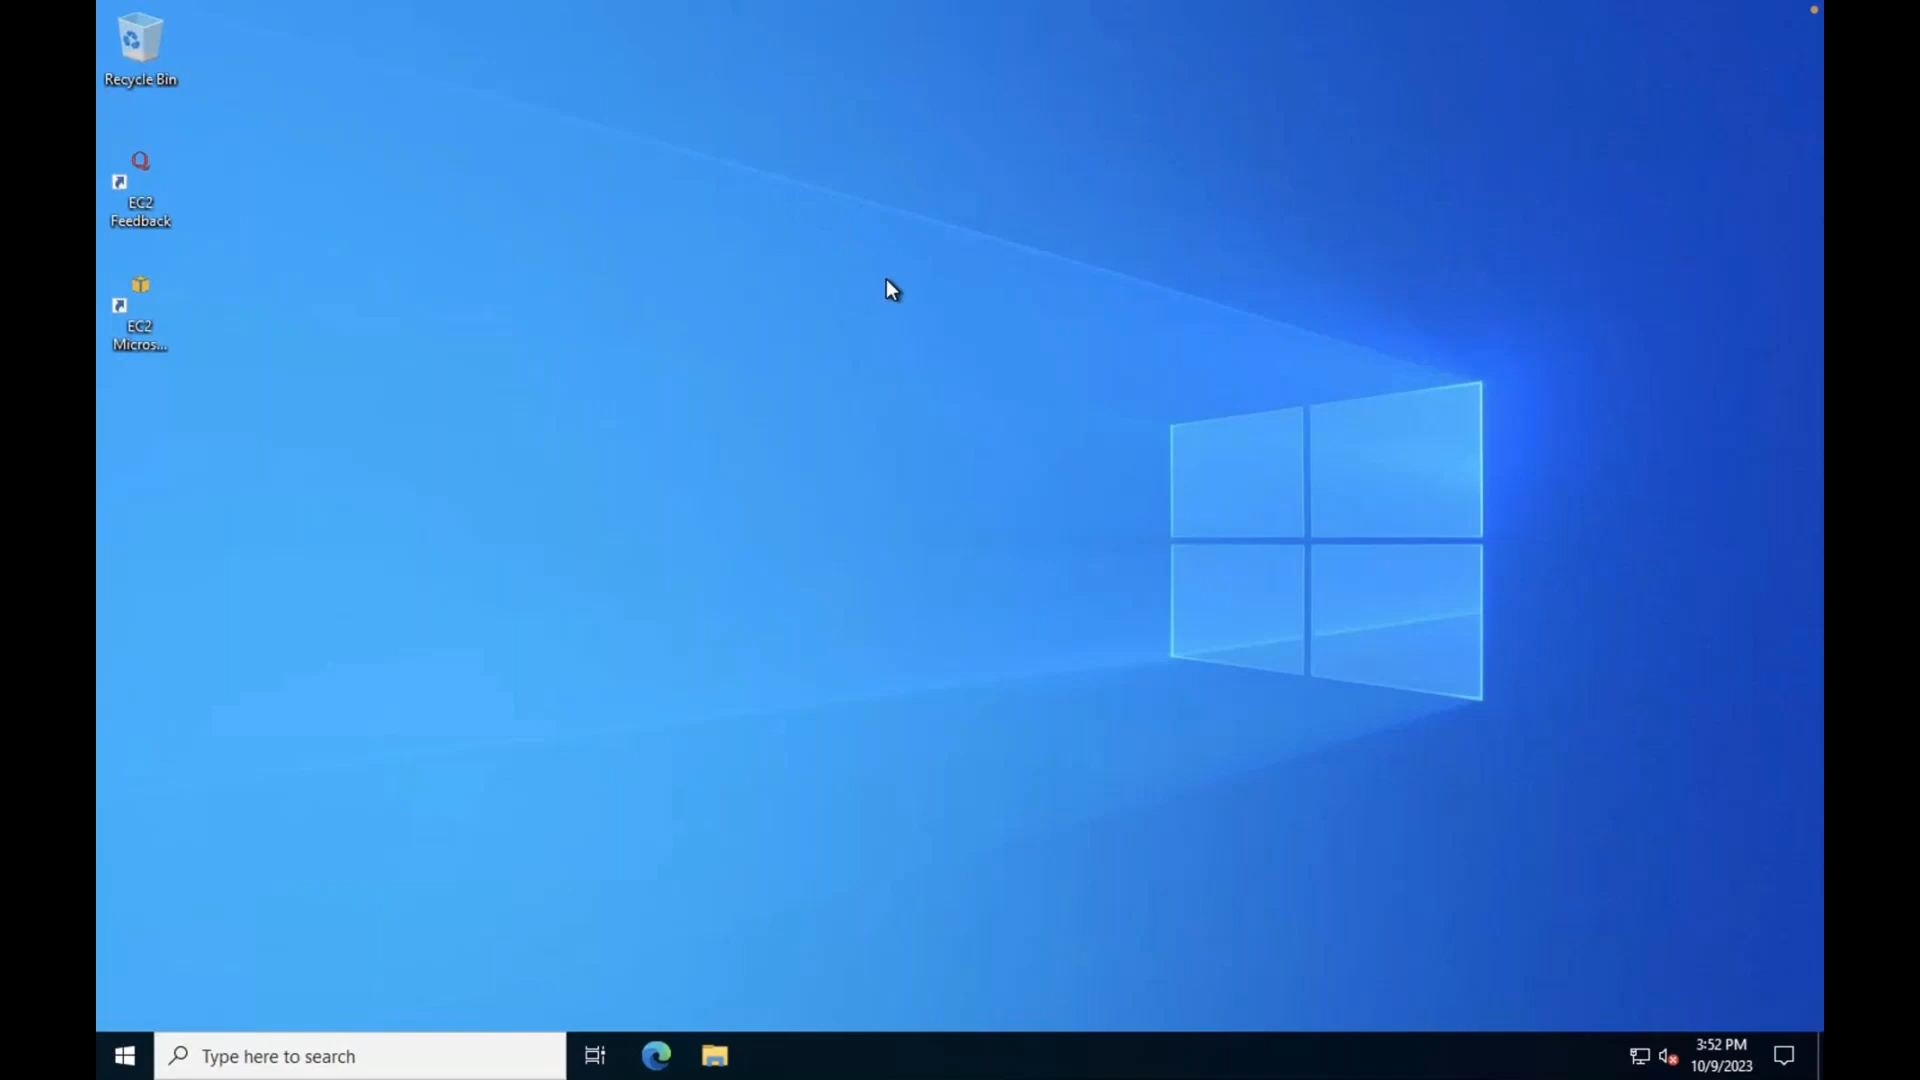 Recycle Bin
EC2
Feedback
EC2
Micros...
Type here to search
3:52 PM
10/9/2023